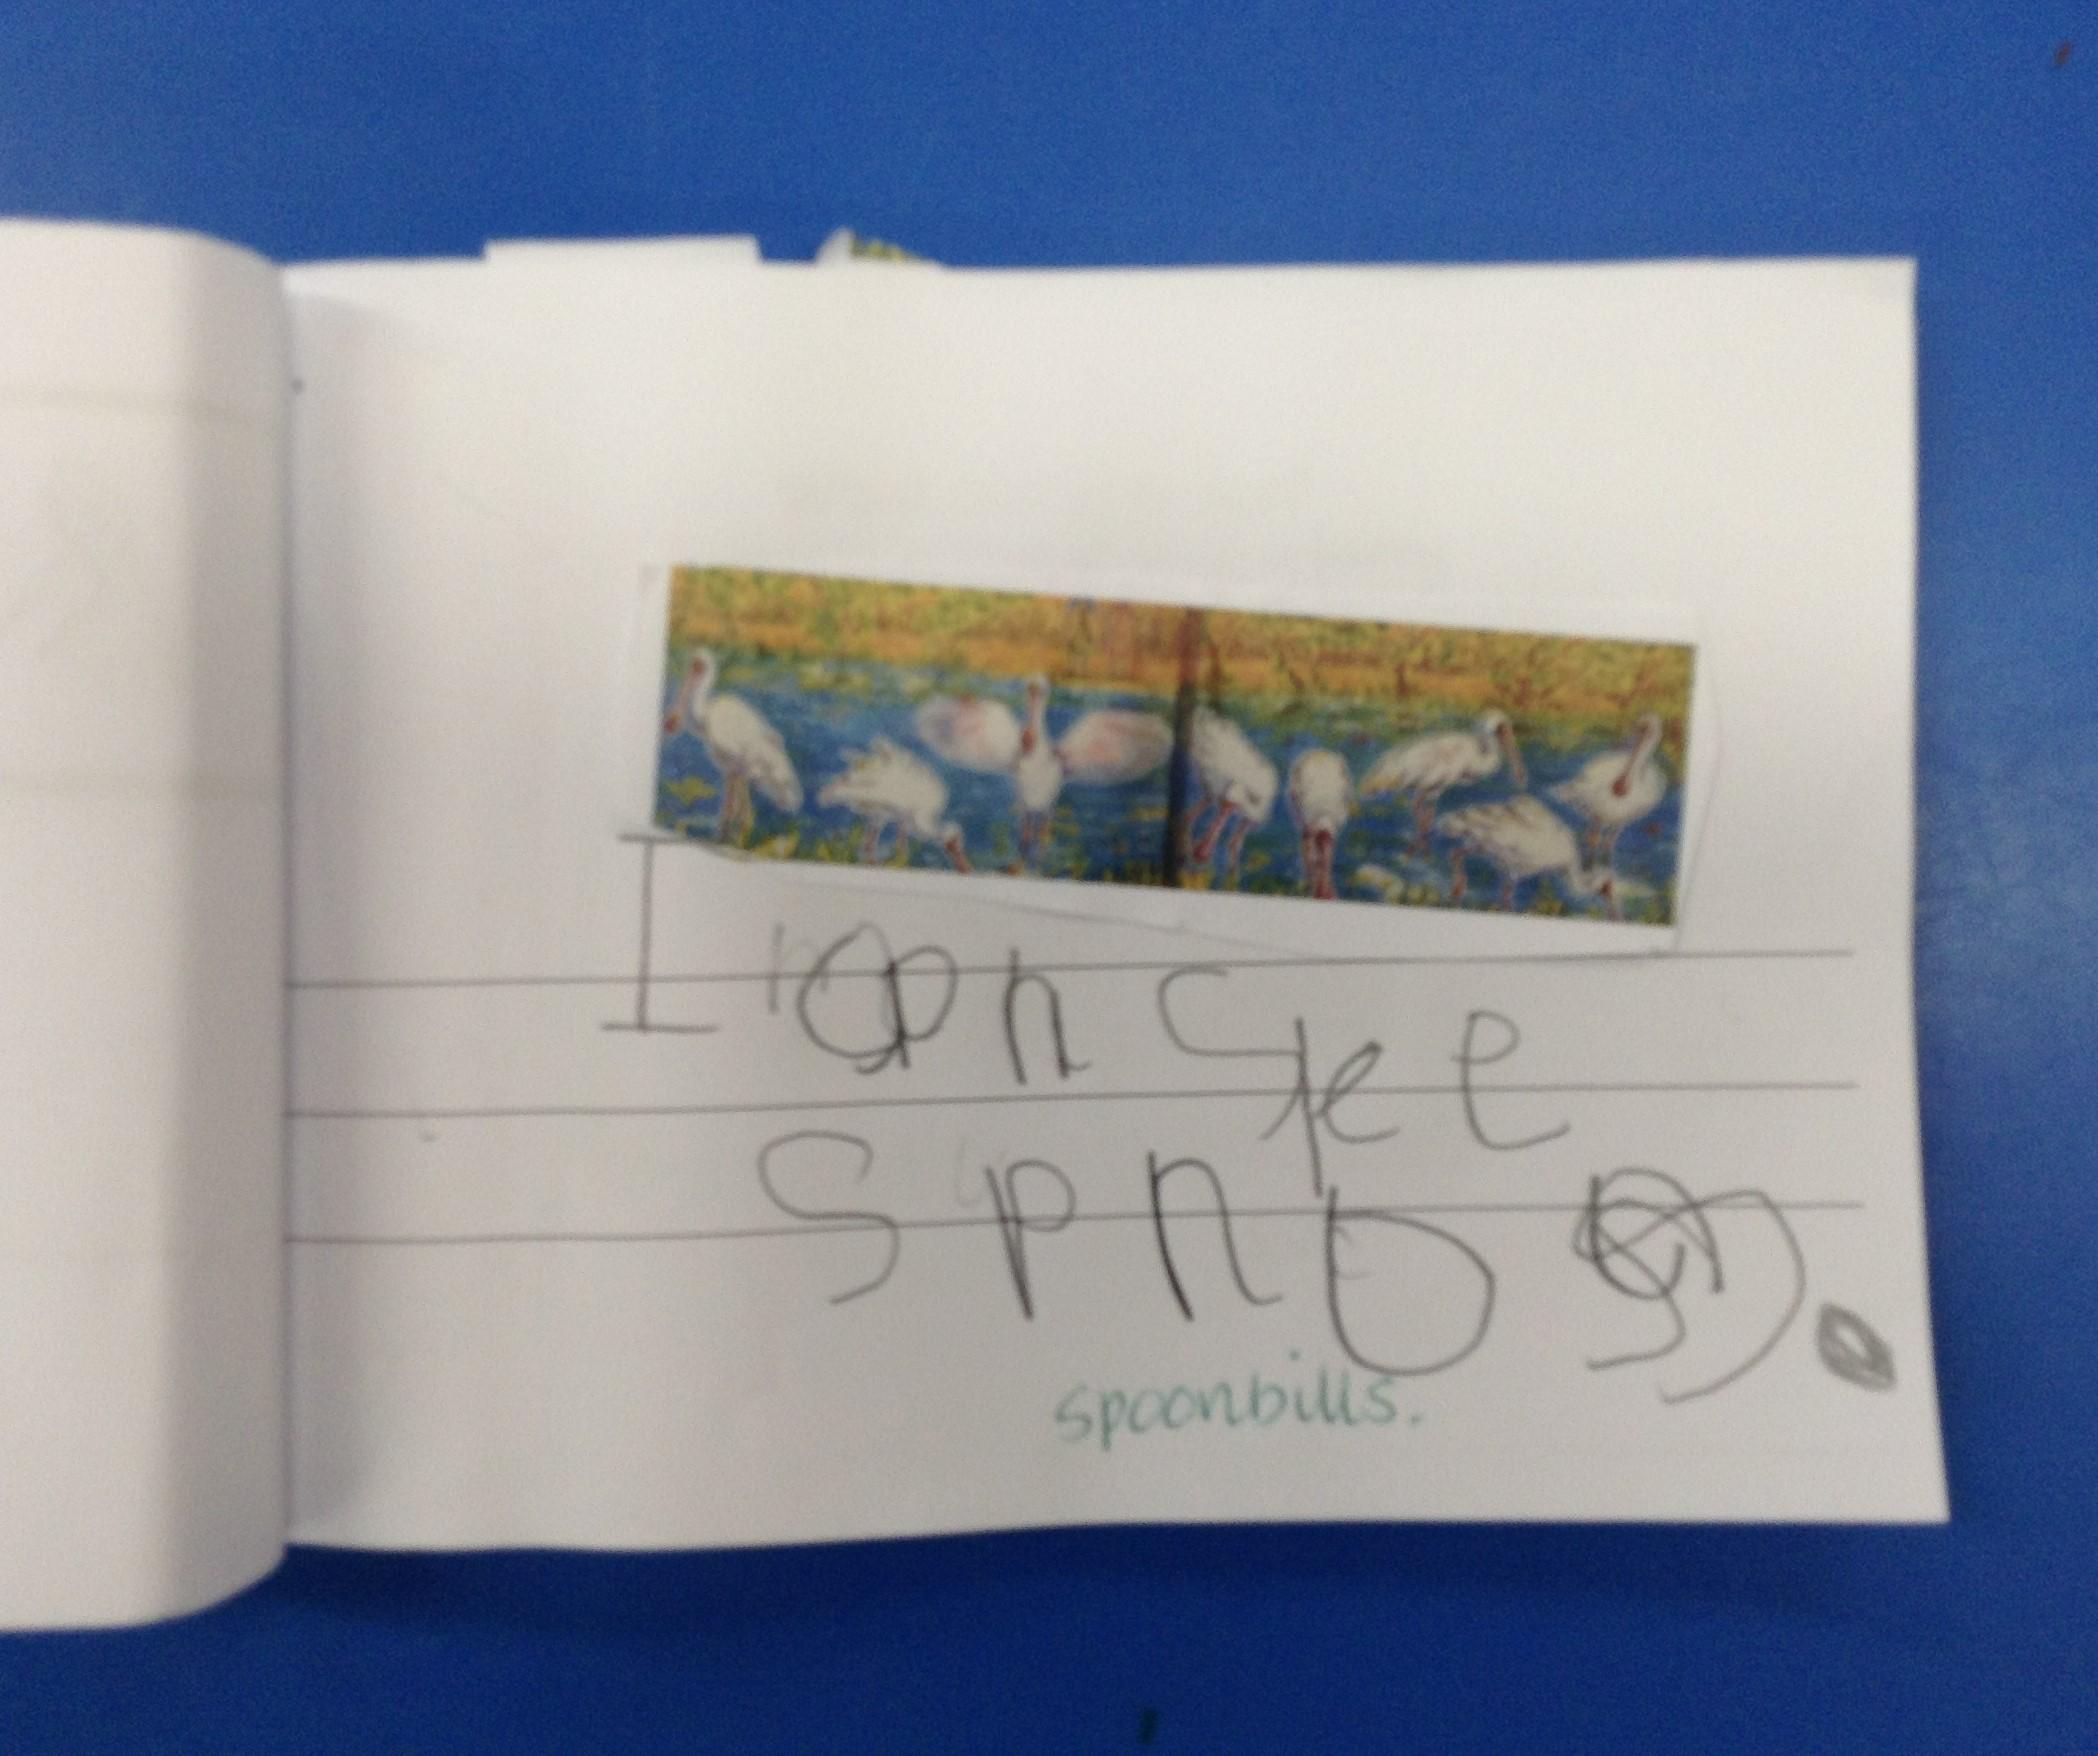 I can see
spnbs.
spoonbills.